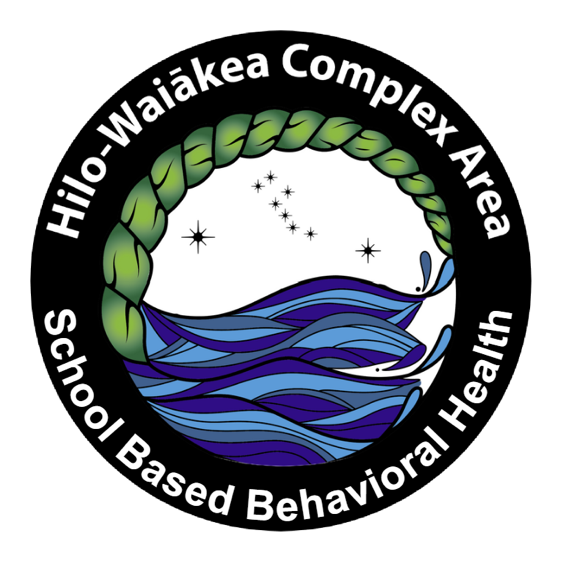 Hilo-Waiākea Complex Area
School Based Behavioral Health